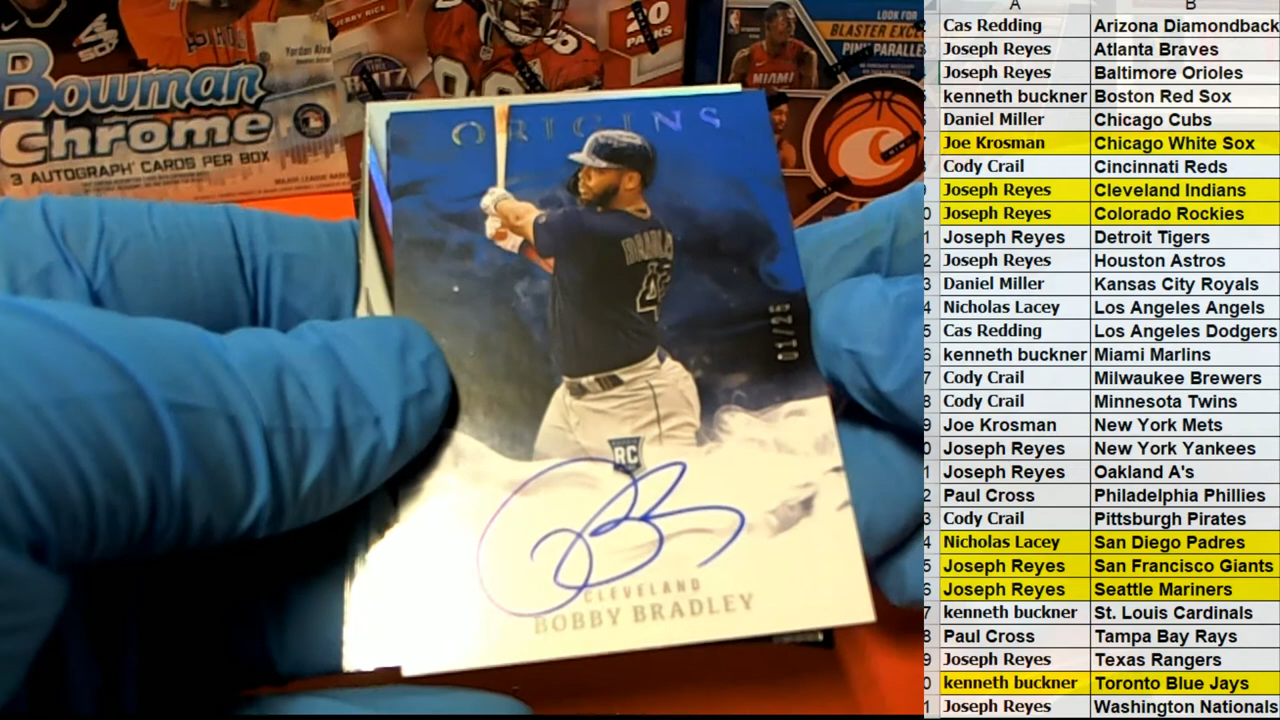 JERRY RICE
20
PACKS
LOOK FOR
BLASTER EXCL
PINK PARALLE
MIAMI
Bowman
Chrome
3 AUTOGRAPH CARDS PER BOX
ORIGINS
BRADLEY
01/25
RC
CLEVELAND
BOBBY BRADLEY
A B
Cas Redding Arizona Diamondback
Joseph Reyes Atlanta Braves
Joseph Reyes Baltimore Orioles
kenneth buckner Boston Red Sox
Daniel Miller Chicago Cubs
Joe Krosman Chicago White Sox
Cody Crail Cincinnati Reds
Joseph Reyes Cleveland Indians
Joseph Reyes Colorado Rockies
Joseph Reyes Detroit Tigers
Joseph Reyes Houston Astros
Daniel Miller Kansas City Royals
Nicholas Lacey Los Angeles Angels
Cas Redding Los Angeles Dodgers
kenneth buckner Miami Marlins
Cody Crail Milwaukee Brewers
Cody Crail Minnesota Twins
Joe Krosman New York Mets
Joseph Reyes New York Yankees
Joseph Reyes Oakland A's
Paul Cross Philadelphia Phillies
Cody Crail Pittsburgh Pirates
Nicholas Lacey San Diego Padres
Joseph Reyes San Francisco Giants
Joseph Reyes Seattle Mariners
kenneth buckner St. Louis Cardinals
Paul Cross Tampa Bay Rays
Joseph Reyes Texas Rangers
kenneth buckner Toronto Blue Jays
Joseph Reyes Washington Nationals